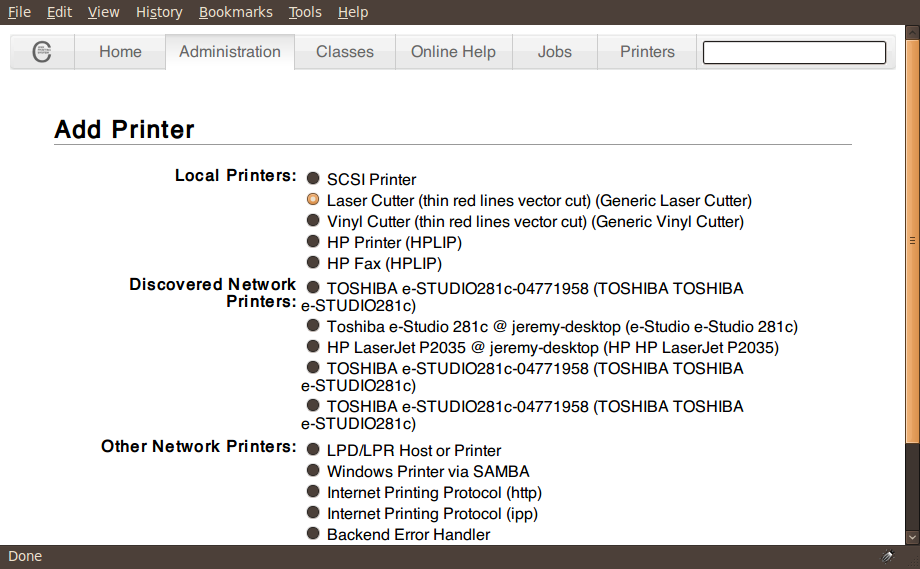 File Edit View History Bookmarks Tools Help
Home Administration Classes Online Help Jobs Printers
Add Printer
Local Printers:
SCSI Printer
Laser Cutter (thin red lines vector cut) (Generic Laser Cutter)
Vinyl Cutter (thin red lines vector cut) (Generic Vinyl Cutter)
HP Printer (HPLIP)
HP Fax (HPLIP)
Discovered Network
Printers:
TOSHIBA e-STUDIO281c-04771958 (TOSHIBA TOSHIBA
e-STUDIO281c)
Toshiba e-Studio 281c @ jeremy-desktop (e-Studio e-Studio 281c)
HP LaserJet P2035 @ jeremy-desktop (HP HP LaserJet P2035)
TOSHIBA e-STUDIO281c-04771958 (TOSHIBA TOSHIBA
e-STUDIO281c)
TOSHIBA e-STUDIO281c-04771958 (TOSHIBA TOSHIBA
e-STUDIO281c)
Other Network Printers:
LPD/LPR Host or Printer
Windows Printer via SAMBA
Internet Printing Protocol (http)
Internet Printing Protocol (ipp)
Backend Error Handler
Done